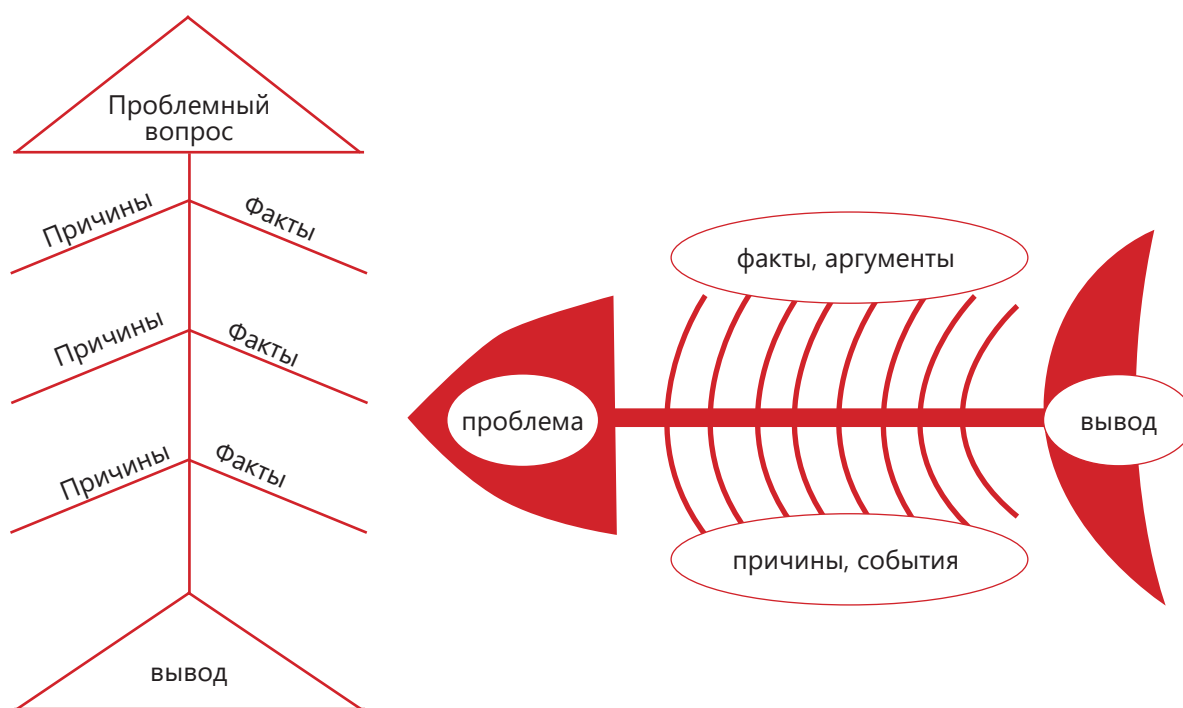 Проблемный
вопрос
Причины
Факты
Причины
Факты
Причины
Факты
вывод
факты, аргументы
проблема
вывод
причины, события